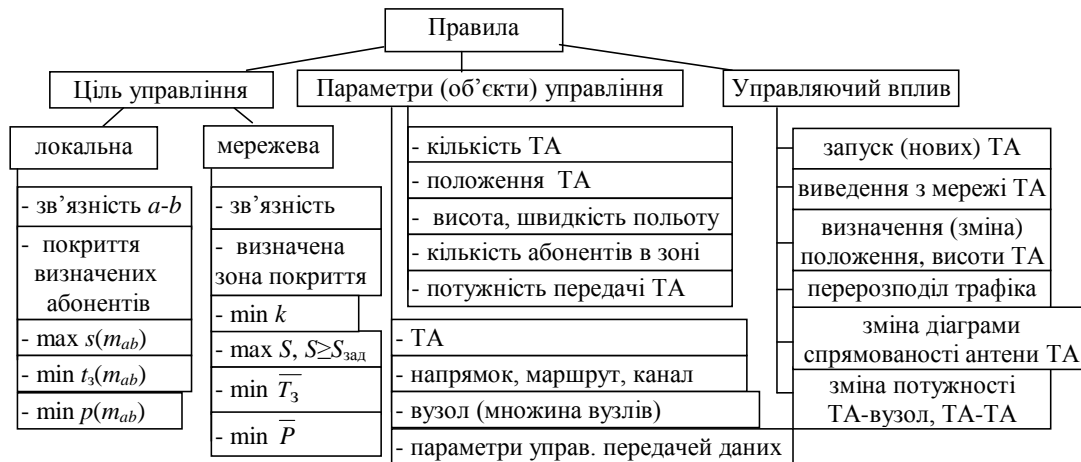 Правила
Ціль управління
Параметри (об’єкти) управління
Управляючий вплив
локальна
мережева
- зв’язність a-b
- покриття
визначених
абонентів
- max s(m_ab)
- min t_з(m_ab)
- min p(m_ab)
- зв’язність
- визначена
зона покриття
- min k
- max S, S≥S_зад
- min T̅_з
- min P̅
- кількість ТА
- положення ТА
- висота, швидкість польоту
- кількість абонентів в зоні
- потужність передачі ТА
- ТА
- напрямок, маршрут, канал
- вузол (множина вузлів)
- параметри управ. передачей даних
запуск (нових) ТА
виведення з мережі ТА
визначення (зміна)
положення, висоти ТА
перерозподіл трафіка
зміна діаграми
спрямованості антени ТА
зміна потужності
ТА-вузол, ТА-ТА